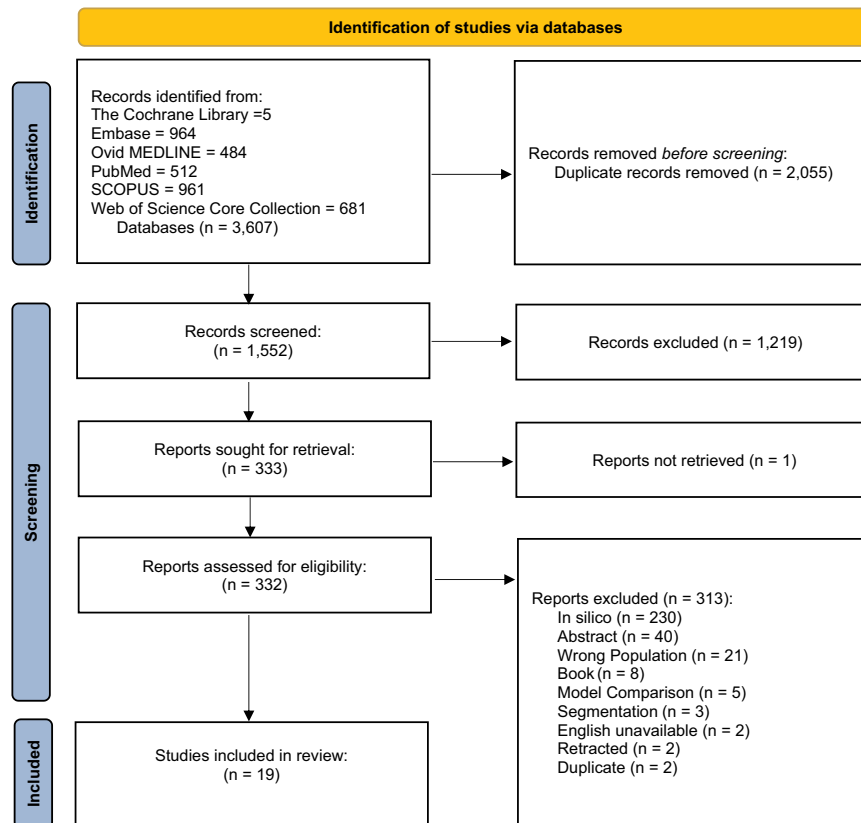 Identification of studies via databases
Identification
Records identified from:
The Cochrane Library =5
Embase = 964
Ovid MEDLINE = 484
PubMed = 512
SCOPUS = 961
Web of Science Core Collection = 681
Databases (n = 3,607)
Records removed before screening:
Duplicate records removed (n = 2,055)
Screening
Records screened:
(n = 1,552)
Records excluded (n = 1,219)
Reports sought for retrieval:
(n = 333)
Reports not retrieved (n = 1)
Reports assessed for eligibility:
(n = 332)
Reports excluded (n = 313):
In silico (n = 230)
Abstract (n = 40)
Wrong Population (n = 21)
Book (n = 8)
Model Comparison (n = 5)
Segmentation (n = 3)
English unavailable (n = 2)
Retracted (n = 2)
Duplicate (n = 2)
Included
Studies included in review:
(n = 19)